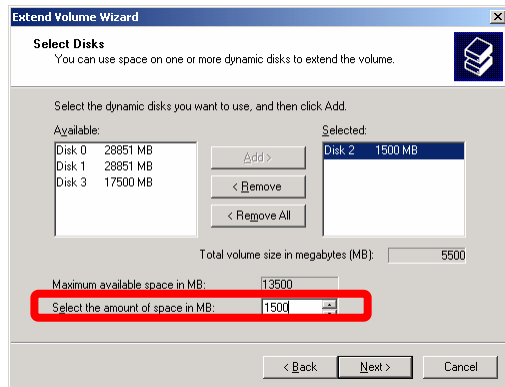 Extend Volume Wizard
Select Disks
You can use space on one or more dynamic disks to extend the volume.
Select the dynamic disks you want to use, and then click Add.
Available:
Selected:
Disk 0 28851 MB
Disk 1 28851 MB
Disk 3 17500 MB
Add >
< Remove
< Remove All
Disk 2 1500 MB
Total volume size in megabytes (MB): 5500
Maximum available space in MB: 13500
Select the amount of space in MB: 1500
< Back
Next >
Cancel